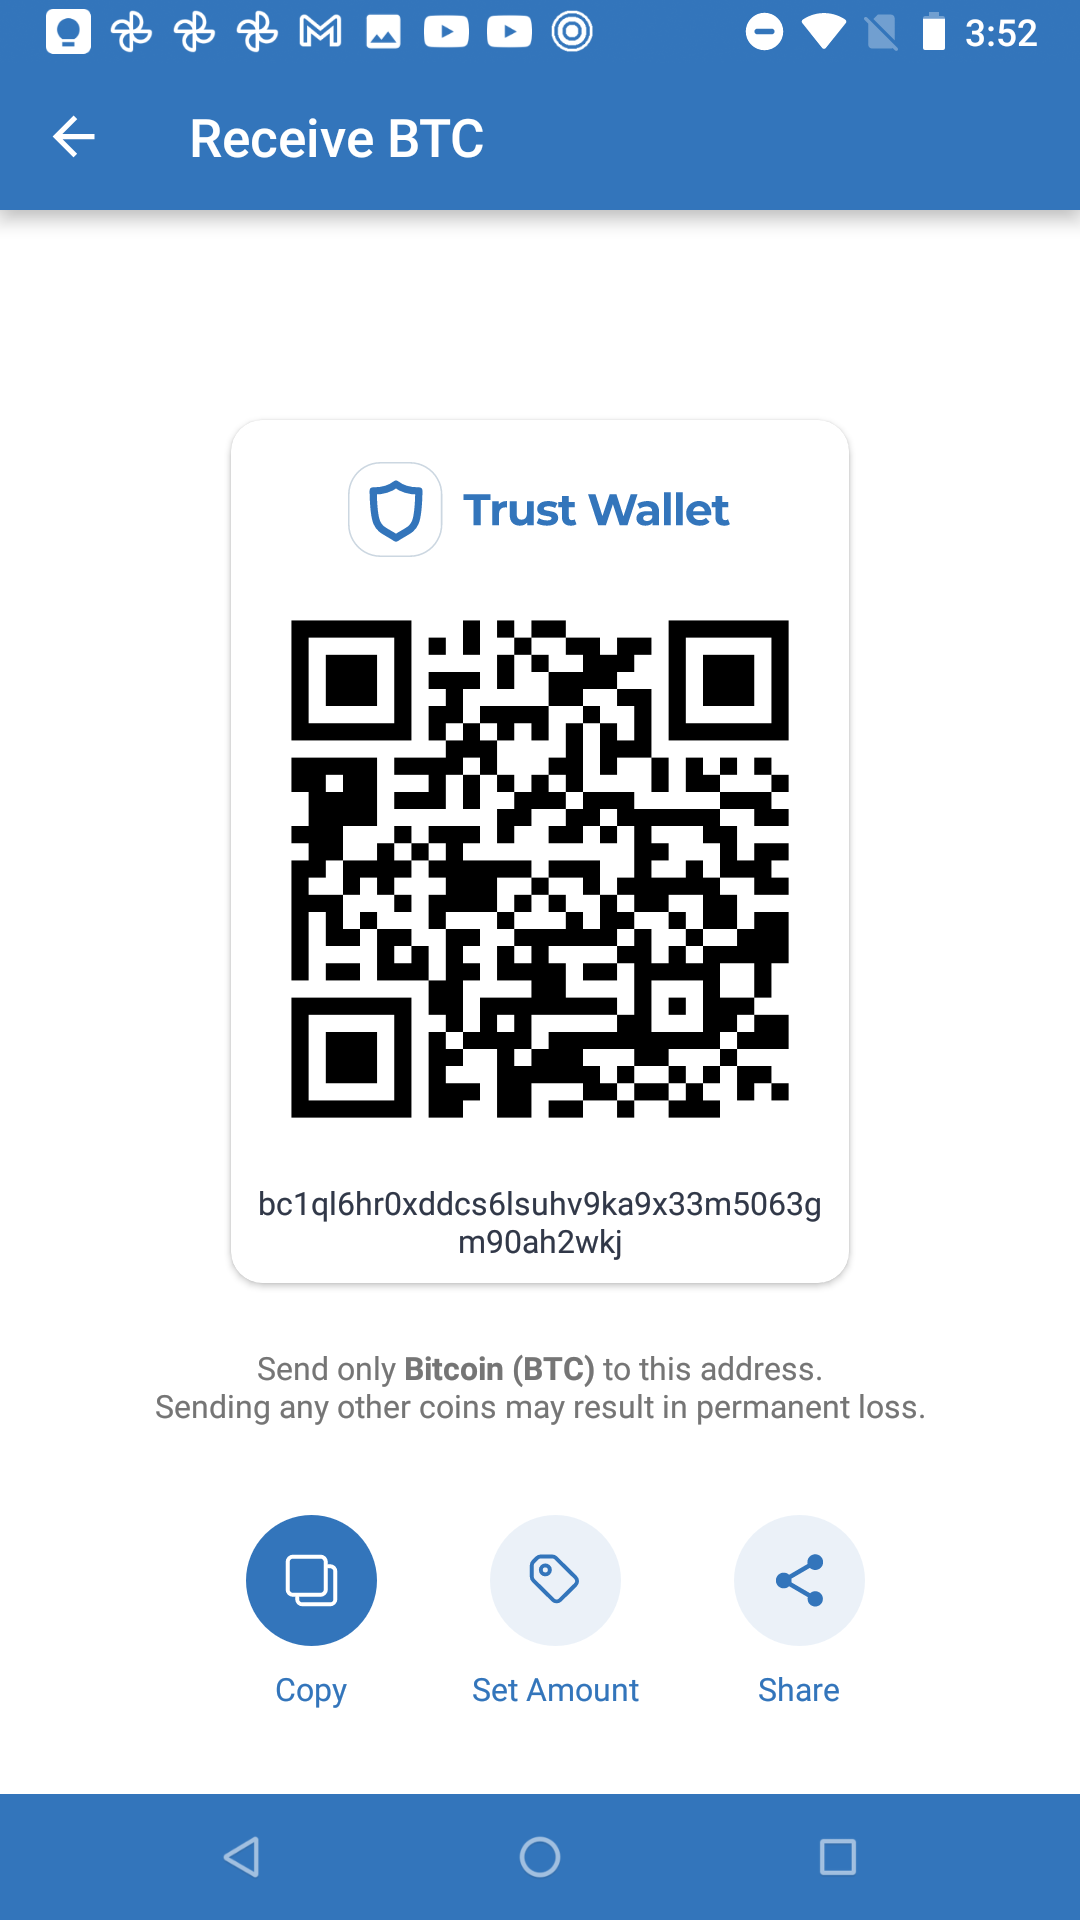 3:52
Receive BTC
Trust Wallet
bc1ql6hr0xddcs6lsuhv9ka9x33m5063g
m90ah2wkj
Send only Bitcoin (BTC) to this address.
Sending any other coins may result in permanent loss.
Copy
Set Amount
Share